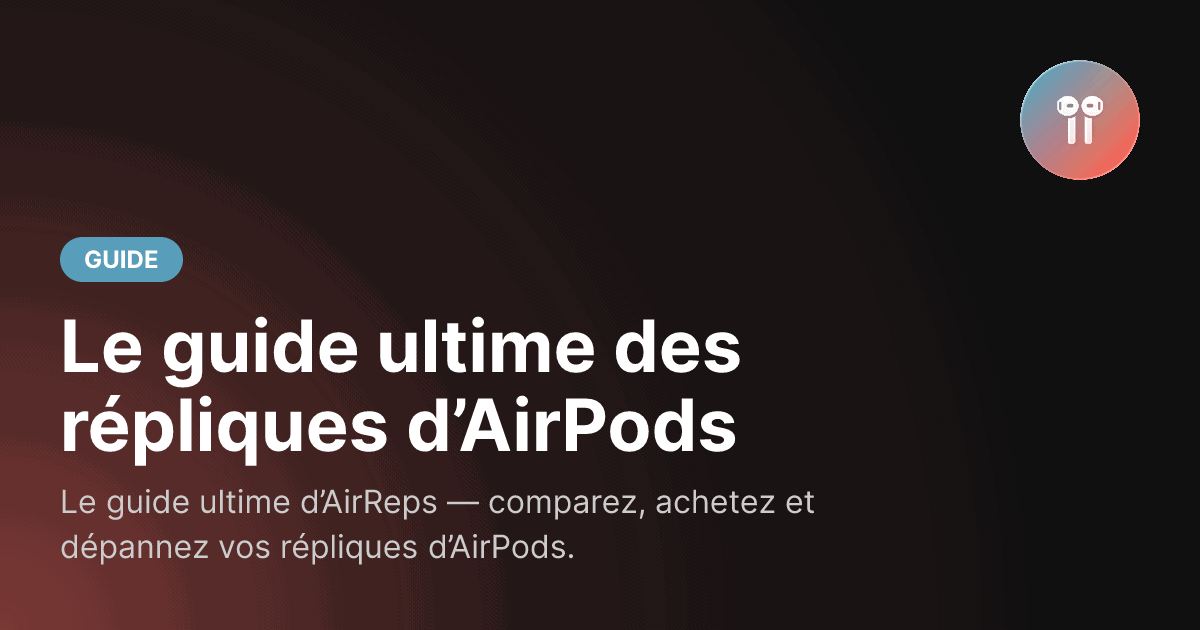 GUIDE
Le guide ultime des
répliques d’AirPods
Le guide ultime d’AirReps — comparez, achetez et
dépannez vos répliques d’AirPods.